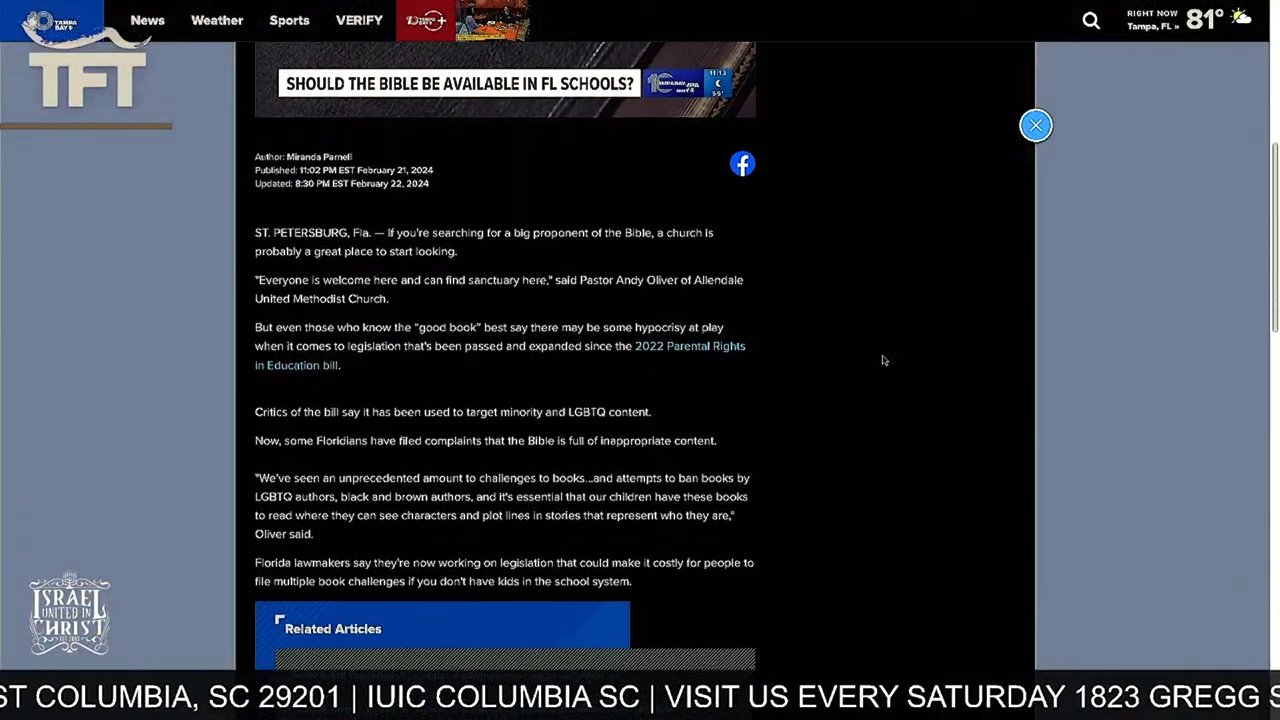 TAMPA BAY
News
Weather
Sports
VERIFY
RIGHT NOW
Tampa, FL »
81°
TFT
SHOULD THE BIBLE BE AVAILABLE IN FL SCHOOLS?
11:13
Author: Miranda Parnell
Published: 11:02 PM EST February 21, 2024
Updated: 8:30 PM EST February 22, 2024
ST. PETERSBURG, Fla. — If you're searching for a big proponent of the Bible, a church is
probably a great place to start looking.
"Everyone is welcome here and can find sanctuary here," said Pastor Andy Oliver of Allendale
United Methodist Church.
But even those who know the "good book" best say there may be some hypocrisy at play
when it comes to legislation that's been passed and expanded since the 2022 Parental Rights
in Education bill.
Critics of the bill say it has been used to target minority and LGBTQ content.
Now, some Floridians have filed complaints that the Bible is full of inappropriate content.
"We've seen an unprecedented amount to challenges to books...and attempts to ban books by
LGBTQ authors, black and brown authors, and it's essential that our children have these books
to read where they can see characters and plot lines in stories that represent who they are,"
Oliver said.
Florida lawmakers say they're now working on legislation that could make it costly for people to
file multiple book challenges if you don't have kids in the school system.
Related Articles
ISRAEL
UNITED IN
CHRIST
ST COLUMBIA, SC 29201 | IUIC COLUMBIA SC | VISIT US EVERY SATURDAY 1823 GREGG S